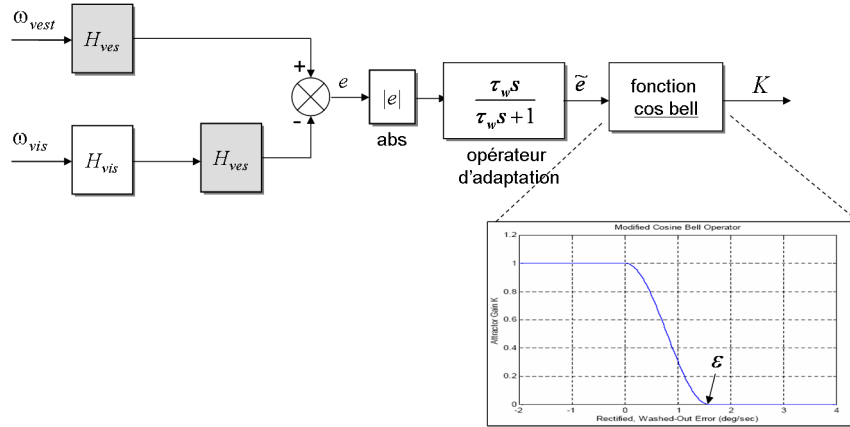 ω_vest
H_ves
+
-
e
|e|
abs
τ_w s
τ_w s + 1
opérateur
d'adaptation
ẽ
fonction
cos bell
K
ω_vis
H_vis
H_ves
Modified Cosine Bell Operator
Attractor Gain K
1.2
1
0.8
0.6
0.4
0.2
0
ε
-2 -1 0 1 2 3 4
Rectified, Washed-Out Error (deg/sec)